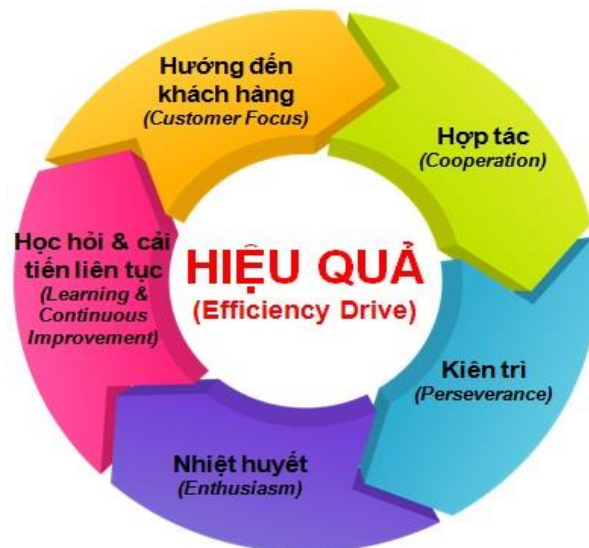 Hướng đến
khách hàng
(Customer Focus)
Hợp tác
(Cooperation)
Kiên trì
(Perseverance)
Nhiệt huyết
(Enthusiasm)
Học hỏi & cải
tiến liên tục
(Learning &
Continuous
Improvement)
HIỆU QUẢ
(Efficiency Drive)